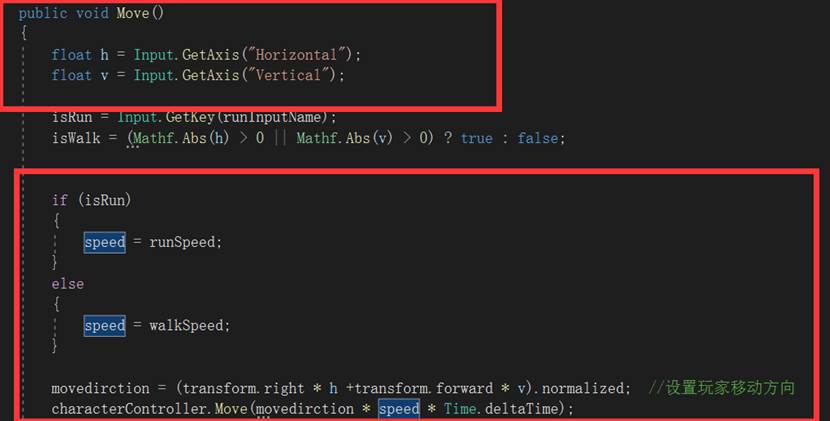 public void Move()
{
float h = Input.GetAxis("Horizontal");
float v = Input.GetAxis("Vertical");
isRun = Input.GetKey(runInputName);
isWalk = (Mathf.Abs(h) > 0 || Mathf.Abs(v) > 0) ? true : false;
if (isRun)
{
speed = runSpeed;
}
else
{
speed = walkSpeed;
}
movedirction = (transform.right * h +transform.forward * v).normalized; //设置玩家移动方向
characterController.Move(movedirction * speed * Time.deltaTime);